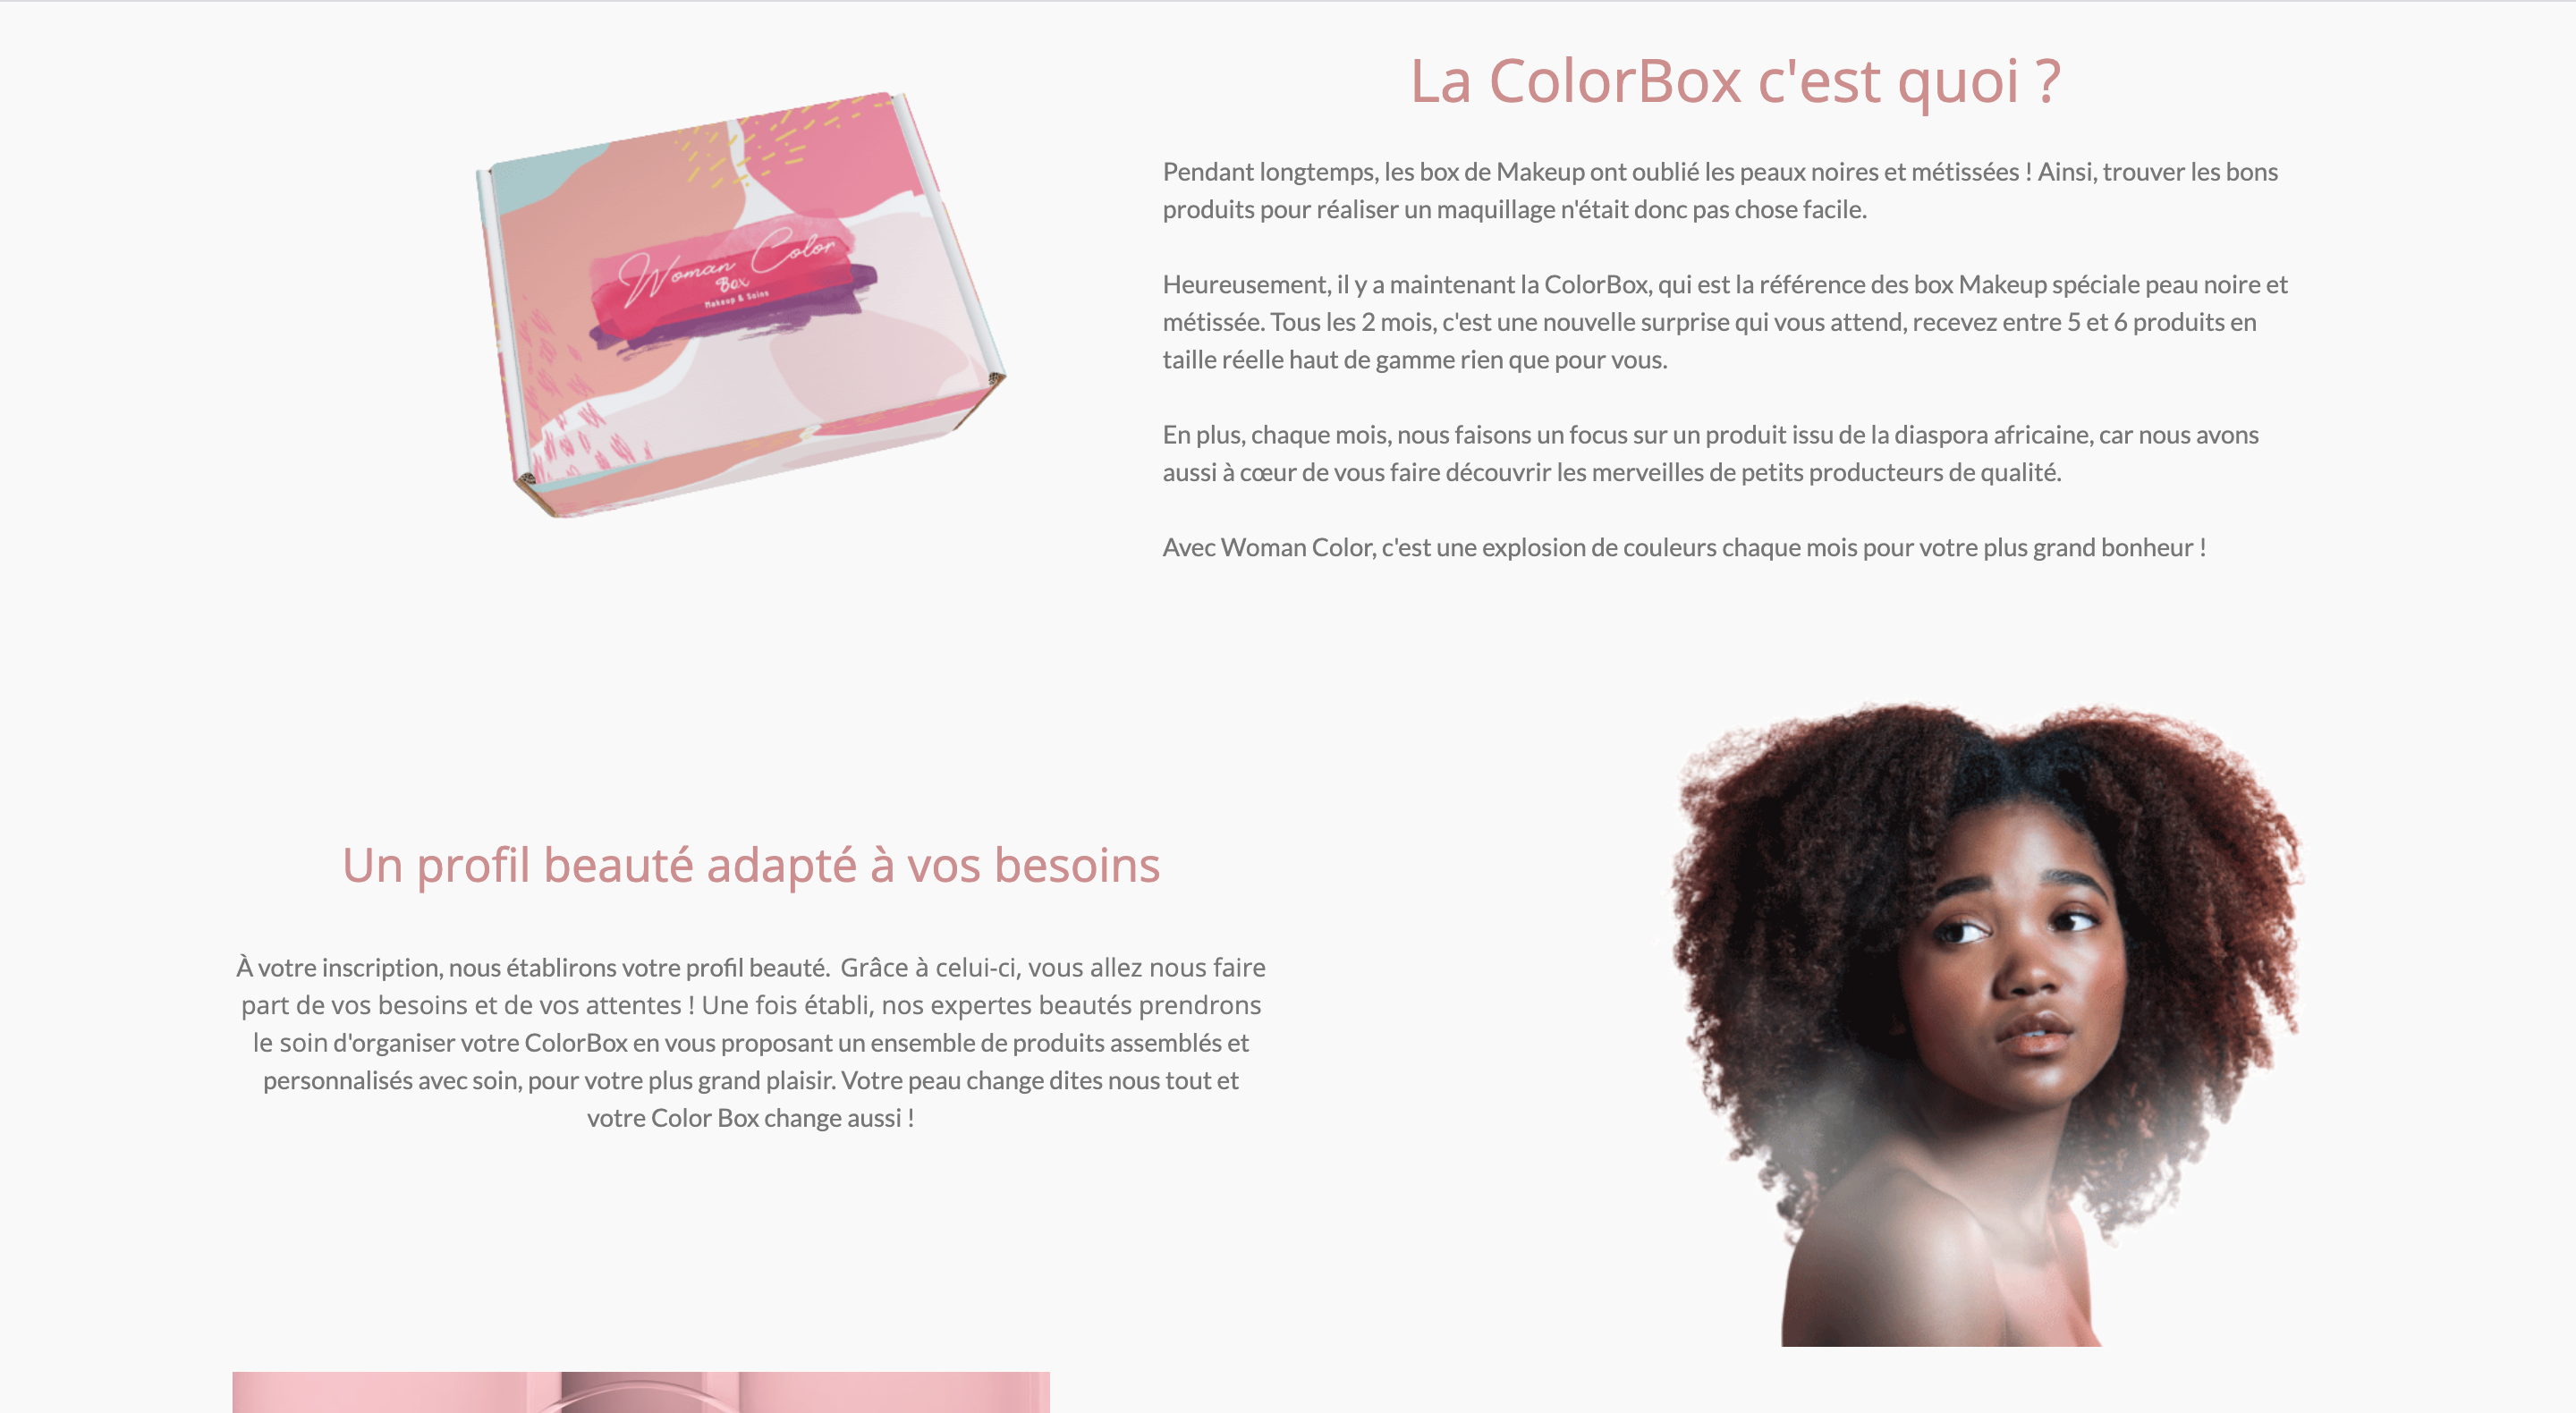 La ColorBox c'est quoi ?
Woman Color
Box
Makeup & Soins
Pendant longtemps, les box de Makeup ont oublié les peaux noires et métissées ! Ainsi, trouver les bons
produits pour réaliser un maquillage n'était donc pas chose facile.
Heureusement, il y a maintenant la ColorBox, qui est la référence des box Makeup spéciale peau noire et
métissée. Tous les 2 mois, c'est une nouvelle surprise qui vous attend, recevez entre 5 et 6 produits en
taille réelle haut de gamme rien que pour vous.
En plus, chaque mois, nous faisons un focus sur un produit issu de la diaspora africaine, car nous avons
aussi à cœur de vous faire découvrir les merveilles de petits producteurs de qualité.
Avec Woman Color, c'est une explosion de couleurs chaque mois pour votre plus grand bonheur !
Un profil beauté adapté à vos besoins
À votre inscription, nous établirons votre profil beauté. Grâce à celui-ci, vous allez nous faire
part de vos besoins et de vos attentes ! Une fois établi, nos expertes beautés prendrons
le soin d'organiser votre ColorBox en vous proposant un ensemble de produits assemblés et
personnalisés avec soin, pour votre plus grand plaisir. Votre peau change dites nous tout et
votre Color Box change aussi !